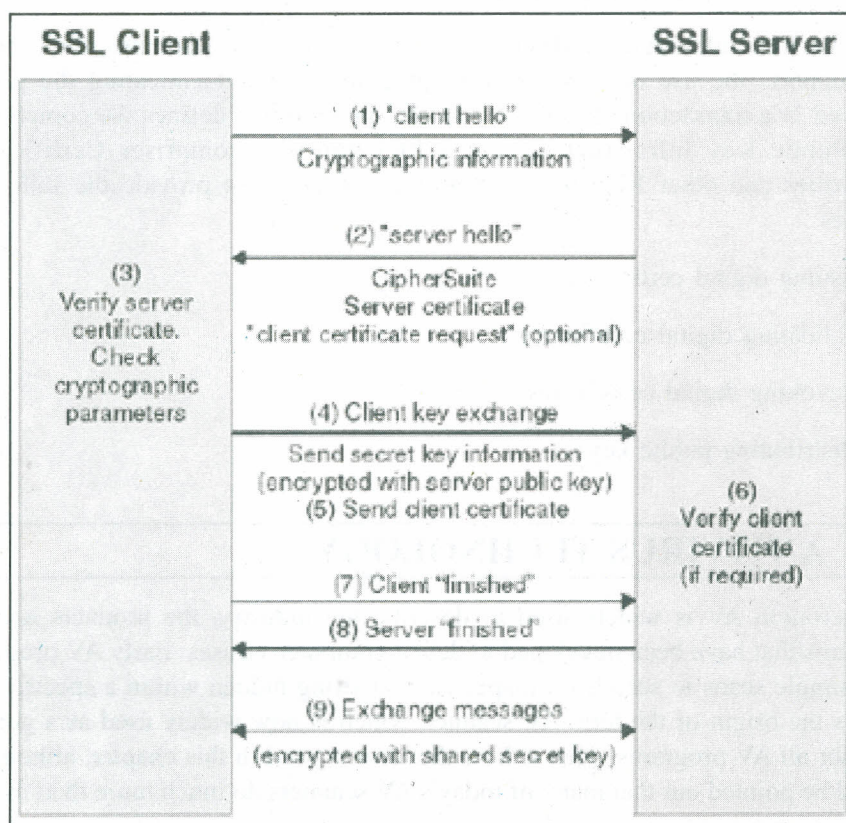 SSL Client
SSL Server
(1) "client hello"
Cryptographic information
(2) "server hello"
CipherSuite
Server certificate
"client certificate request" (optional)
(3)
Verify server
certificate.
Check
cryptographic
parameters
(4) Client key exchange
Send secret key information
(encrypted with server public key)
(5) Send client certificate
(6)
Verify client
certificate
(if required)
(7) Client "finished"
(8) Server "finished"
(9) Exchange messages
(encrypted with shared secret key)